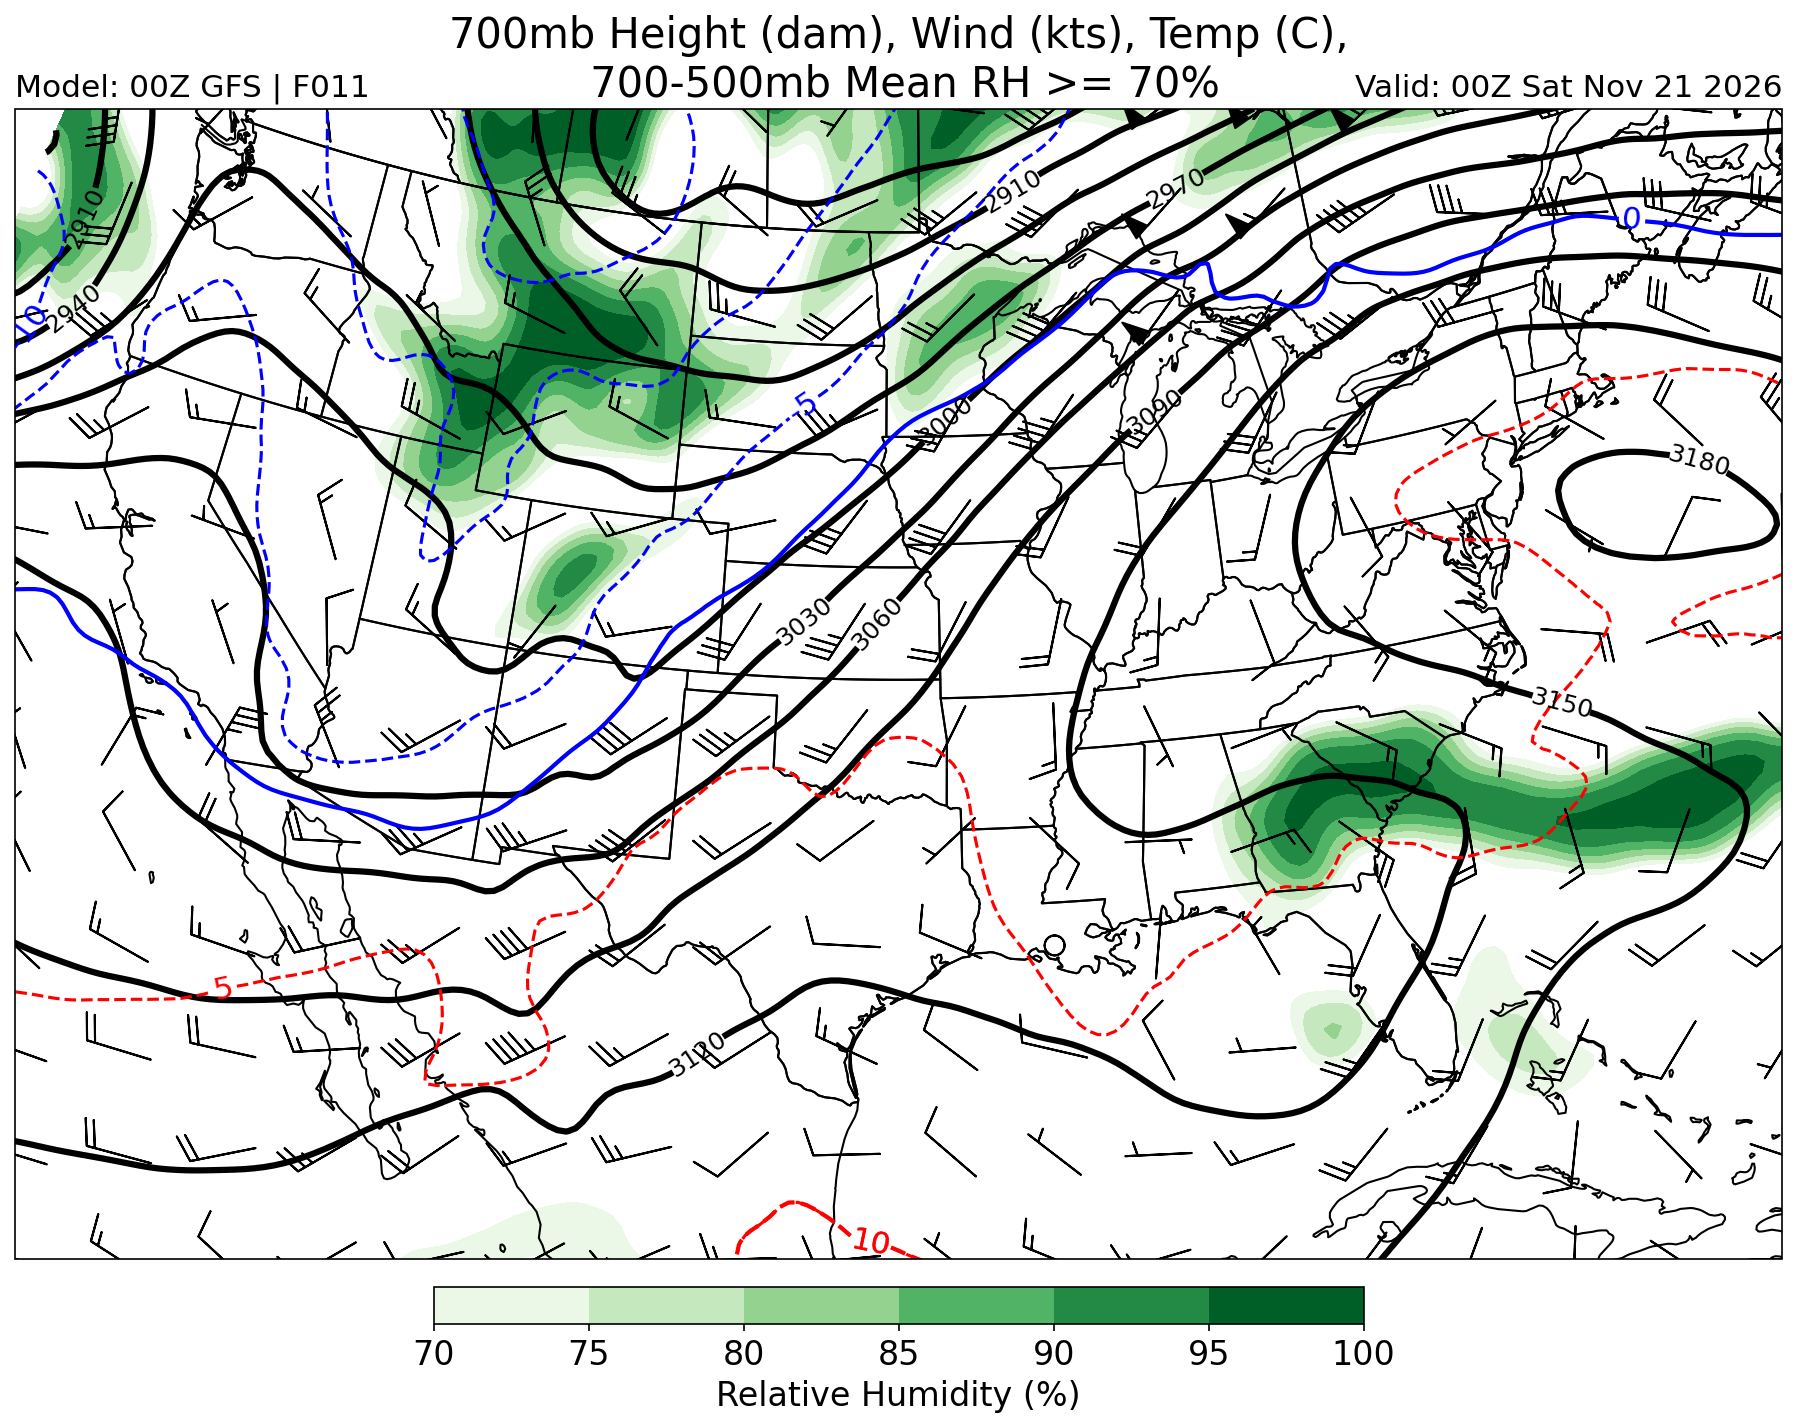 700mb Height (dam), Wind (kts), Temp (C),
700-500mb Mean RH >= 70%
Model: 00Z GFS | F011
Valid: 00Z Sat Nov 21 2026
2910
2970
2910
0
2940
5
3000
3090
3180
3030
3060
3150
5
3120
10
70 75 80 85 90 95 100
Relative Humidity (%)